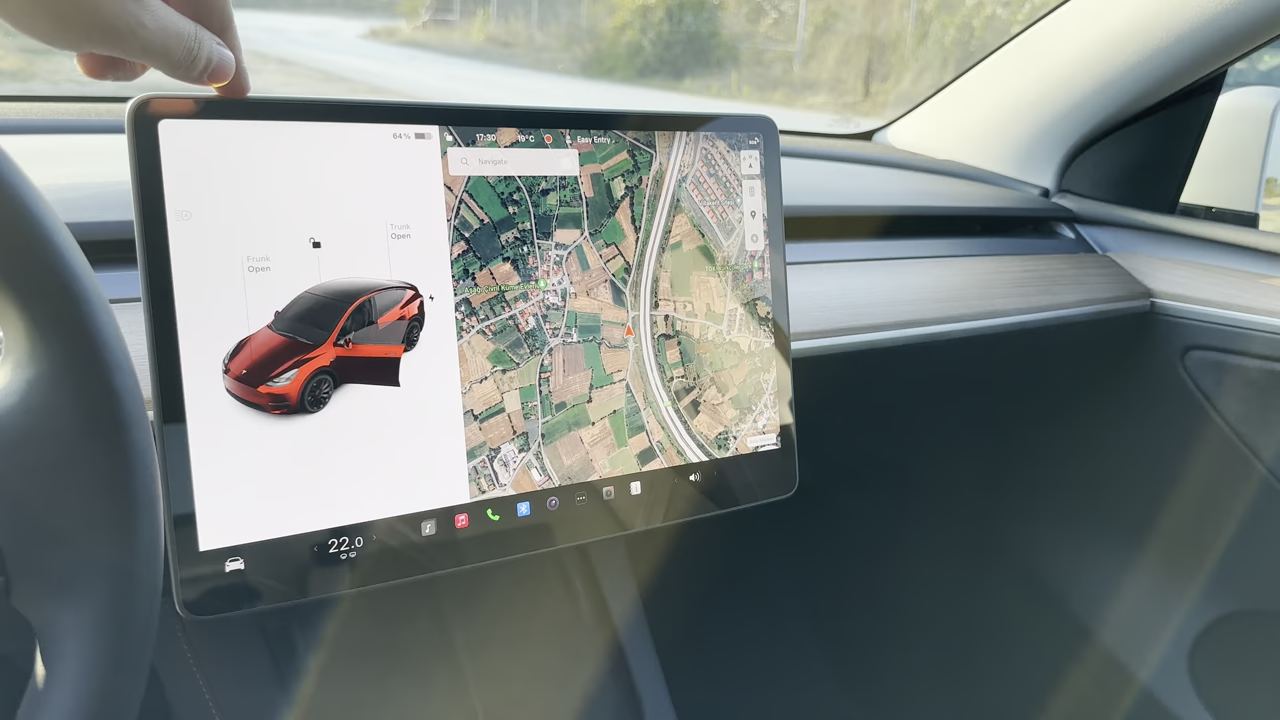 64 %
17:30
19°C
Easy Entry
Navigate
Trunk
Open
Frunk
Open
22.0